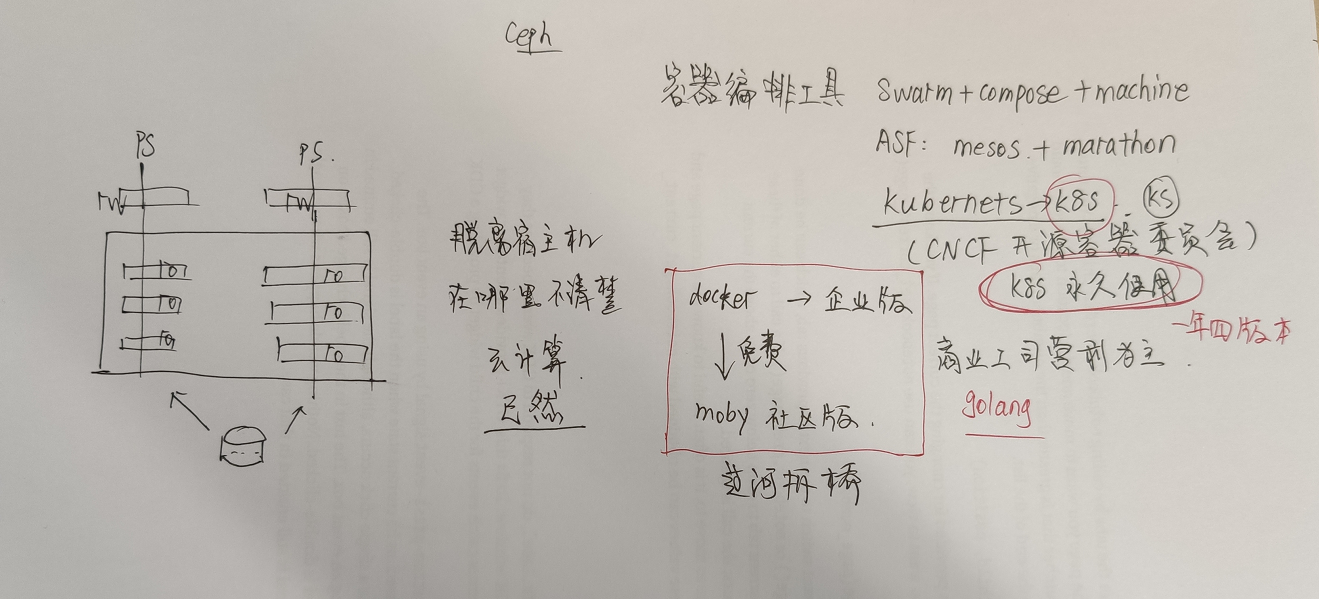 Ceph
容器编排工具 swarm+compose+machine
ASF: mesos + marathon
kubernets→k8s . ks
(CNCF 开源容器委员会)
k8s 永久使用
一年四版本
PS
PS.
FW
FW
ro
ro
ro
ro
ro
ro
脱离宿主机
在哪里不清楚
云计算.
已然
docker → 企业版
↓免费
moby 社区版.
过河拆桥
商业公司营利为主.
golang